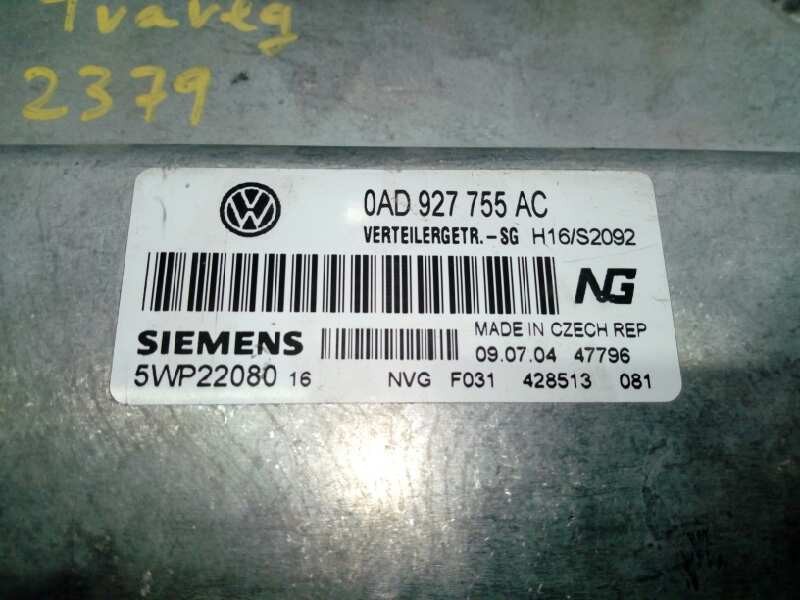 Tvareg
2379
0AD 927 755 AC
VERTEILERGETR.-SG H16/S2092
NG
SIEMENS
MADE IN CZECH REP
09.07.04 47796
5WP22080 16
NVG F031 428513 081